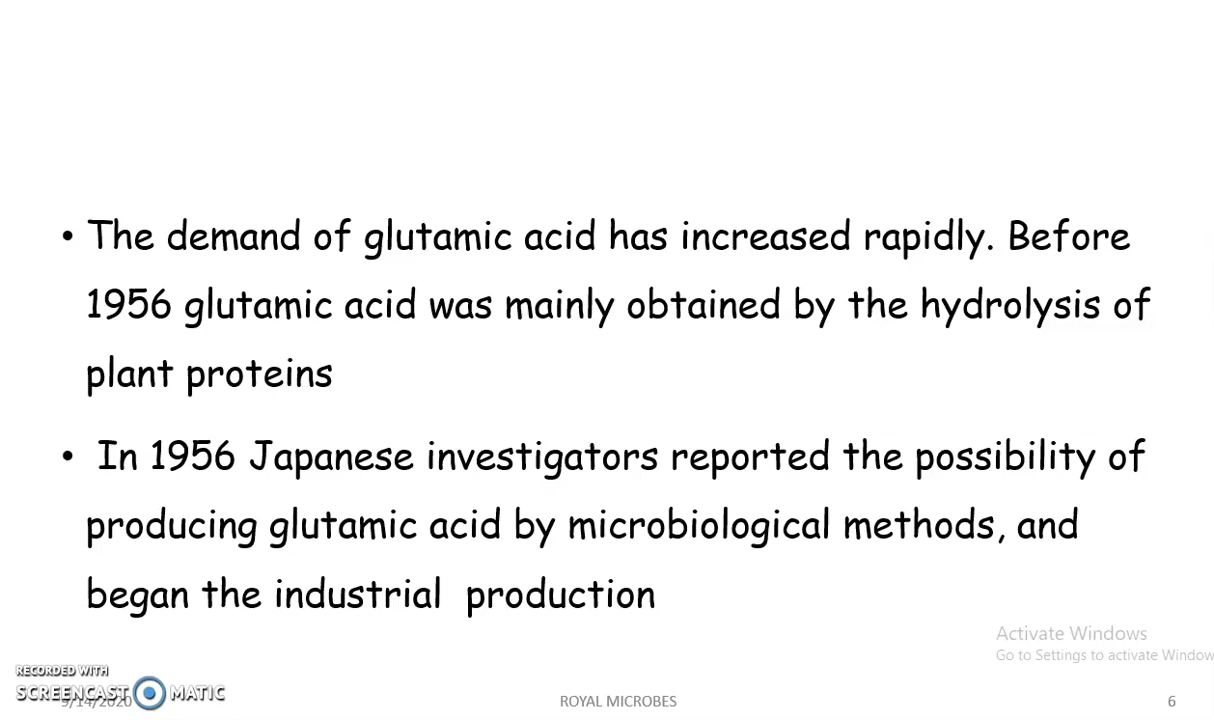 • The demand of glutamic acid has increased rapidly. Before
1956 glutamic acid was mainly obtained by the hydrolysis of
plant proteins
• In 1956 Japanese investigators reported the possibility of
producing glutamic acid by microbiological methods, and
began the industrial production
Activate Windows
Go to Settings to activate Window
RECORDED WITH
SCREENCAST MATIC
9/14/2020
ROYAL MICROBES
6